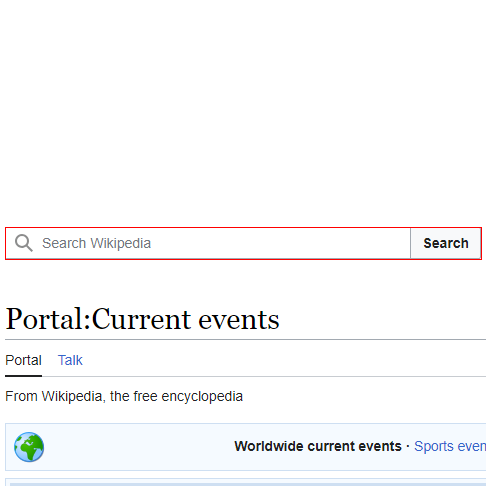 Search Wikipedia Search
Portal:Current events
Portal Talk
From Wikipedia, the free encyclopedia
Worldwide current events · Sports even